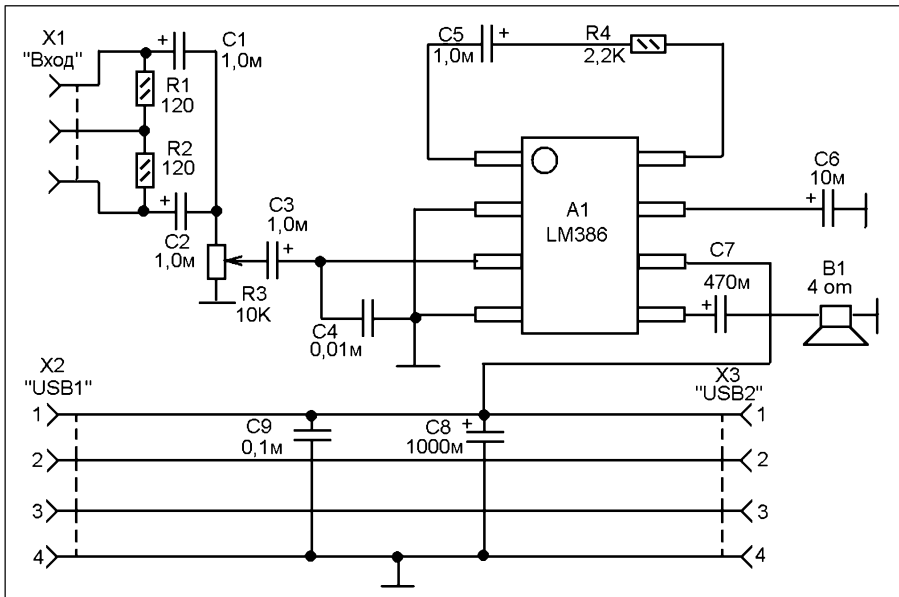 X1
"Вход"
C1
1,0м
R1
120
R2
120
C2
1,0м
C3
1,0м
R3
10K
C4
0,01м
C5
1,0м
R4
2,2K
A1
LM386
C6
10м
C7
470м
B1
4 om
X2
"USB1"
X3
"USB2"
1
2
3
4
C9
0,1м
C8
1000м
1
2
3
4
+
+
+
+
+
+
+